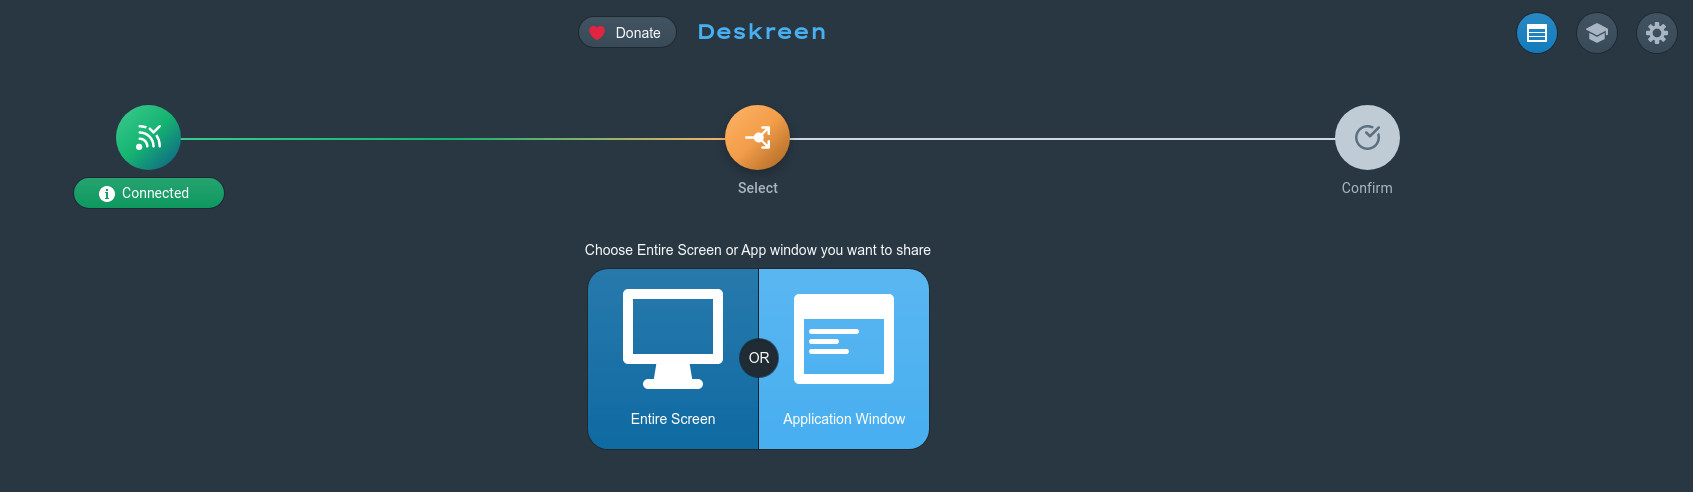 Donate
Deskreen
Connected
Select
Confirm
Choose Entire Screen or App window you want to share
OR
Entire Screen
Application Window